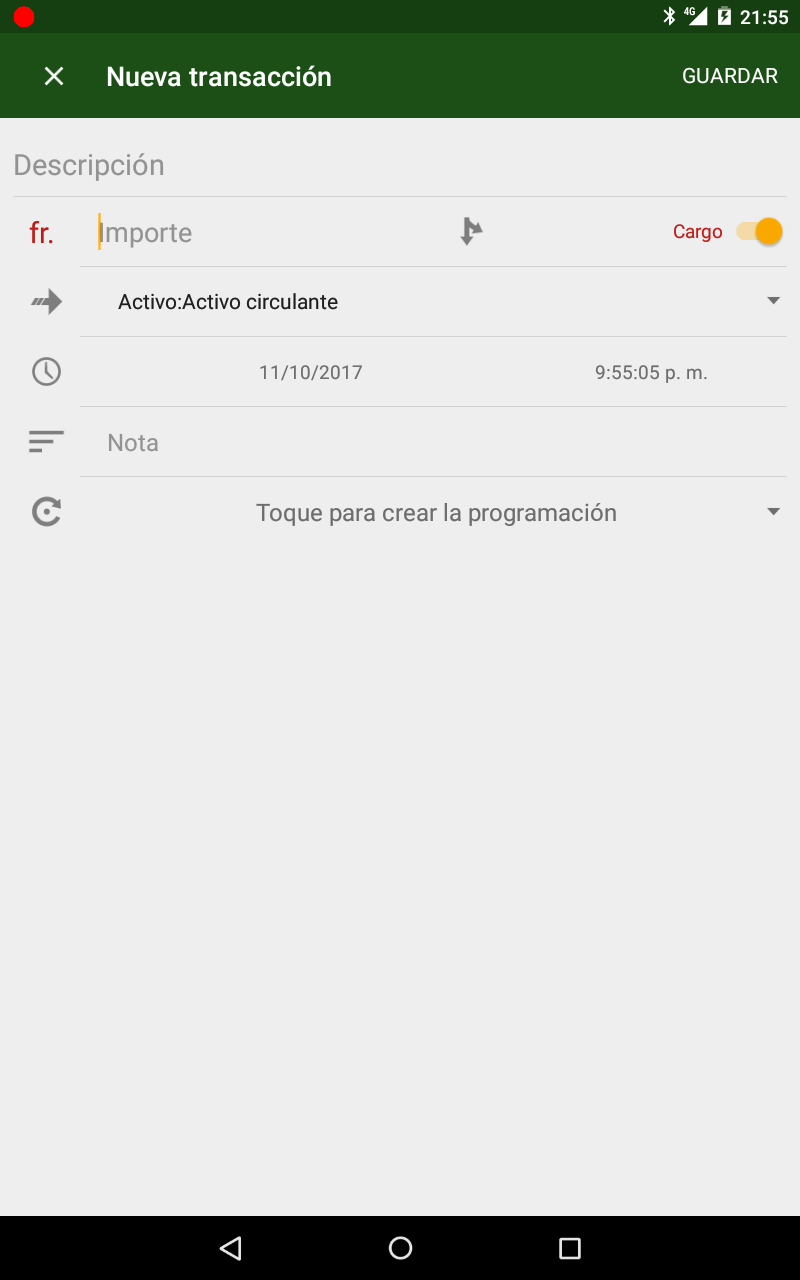 4G 21:55
Nueva transacción GUARDAR
Descripción
fr. Importe Cargo
Activo:Activo circulante
11/10/2017 9:55:05 p. m.
Nota
Toque para crear la programación